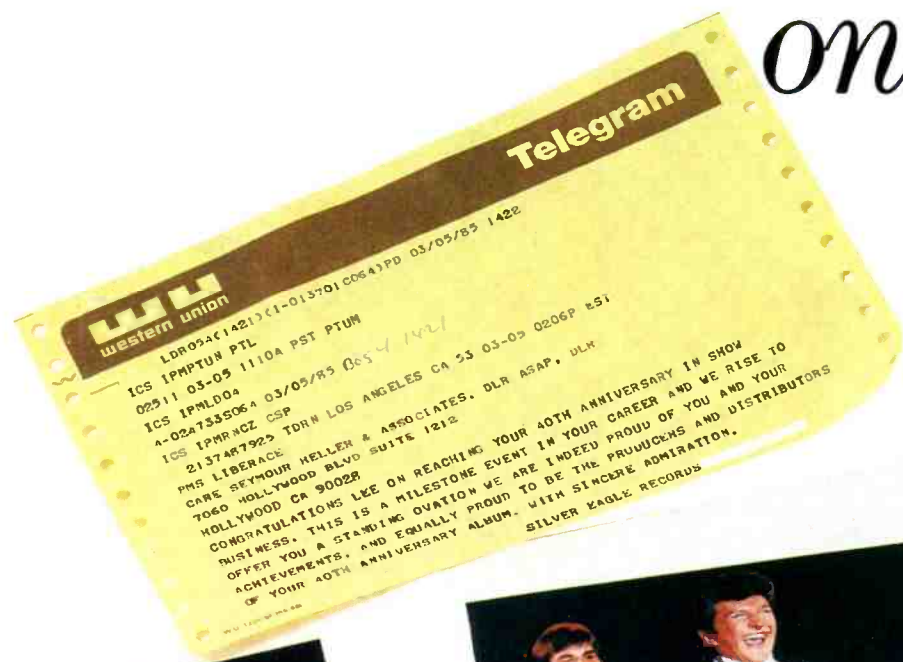 on
Telegram
western union
LDR054(1421)(1-013701C064)PD 03/05/85 1422
ICS IPMPTUN PTL
02511 03-05 1110A PST PTUM
ICS IPMLD04
4-024733S064 03/05/85
ICS IPMRNCZ CSP
2137487925 TDRN LOS ANGELES CA 53 03-05 0206P EST
PMS LIBERACE
CARE SEYMOUR HELLER & ASSOCIATES, DLR ASAP, DLR
7060 HOLLYWOOD BLVD SUITE 1212
HOLLYWOOD CA 90028
CONGRATULATIONS LEE ON REACHING YOUR 40TH ANNIVERSARY IN SHOW
BUSINESS. THIS IS A MILESTONE EVENT IN YOUR CAREER AND WE RISE TO
OFFER YOU A STANDING OVATION WE ARE INDEED PROUD OF YOU AND YOUR
ACHIEVEMENTS, AND EQUALLY PROUD TO BE THE PRODUCERS AND DISTRIBUTORS
OF YOUR 40TH ANNIVERSARY ALBUM. WITH SINCERE ADMIRATION.
SILVER EAGLE RECORDS